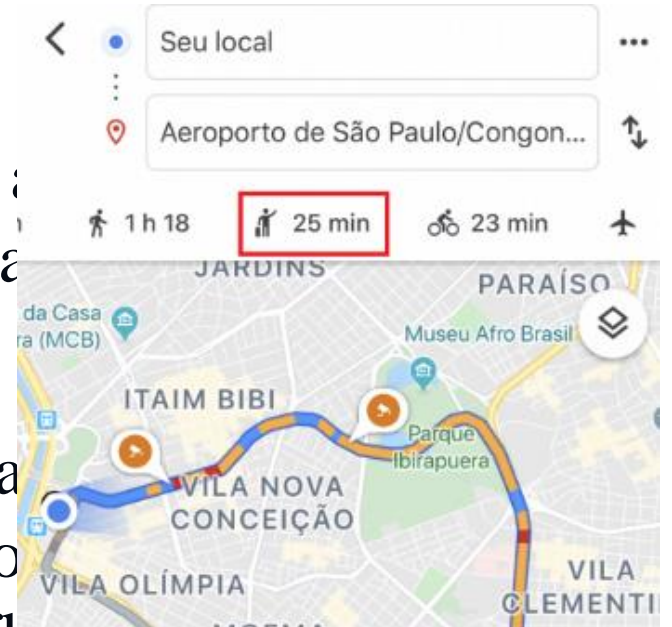 Seu local
Aeroporto de São Paulo/Congon...
1 h 18
25 min
23 min
JARDINS
PARAÍSO
da Casa
ra (MCB)
Museu Afro Brasil
ITAIM BIBI
Parque
Ibirapuera
VILA NOVA
CONCEIÇÃO
VILA OLÍMPIA
VILA
CLEMENTI